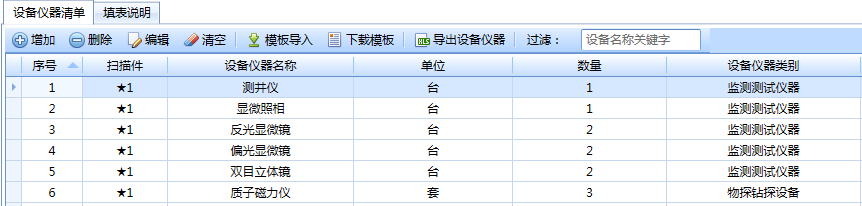 设备仪器清单 填表说明
增加 删除 编辑 清空 模板导入 下载模板 导出设备仪器 过滤： 设备名称关键字
序号 扫描件 设备仪器名称 单位 数量 设备仪器类别
1 ★1 测井仪 台 1 监测测试仪器
2 ★1 显微照相 台 1 监测测试仪器
3 ★1 反光显微镜 台 2 监测测试仪器
4 ★1 偏光显微镜 台 2 监测测试仪器
5 ★1 双目立体镜 台 2 监测测试仪器
6 ★1 质子磁力仪 套 3 物探钻探设备